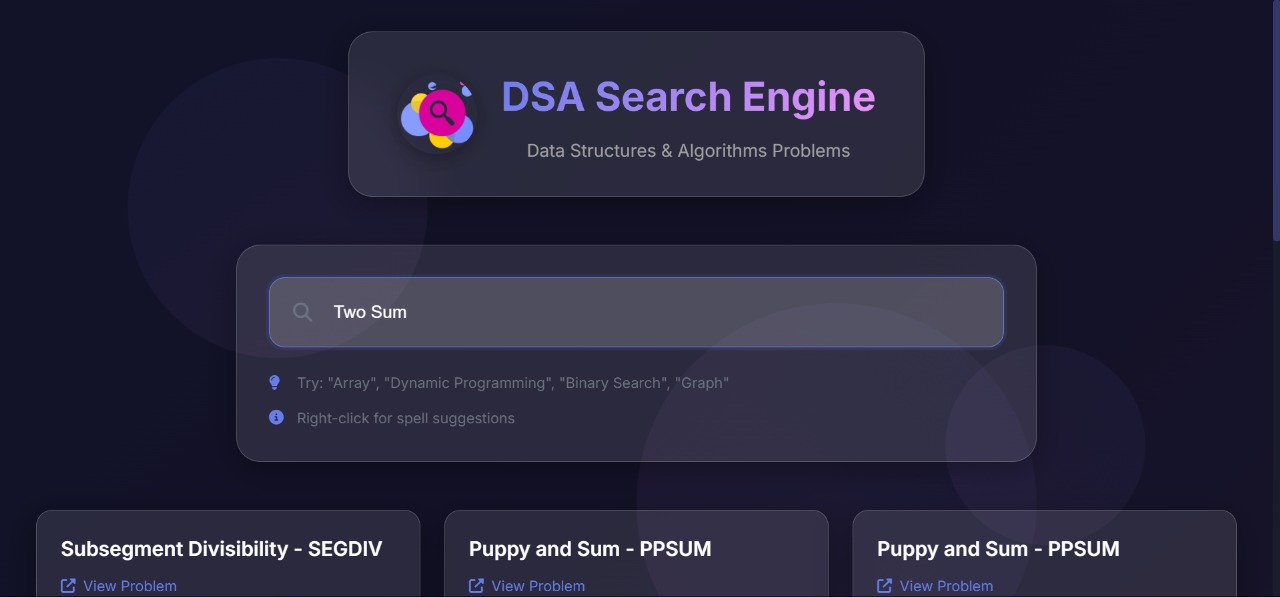 DSA Search Engine
Data Structures & Algorithms Problems
Two Sum
Try: "Array", "Dynamic Programming", "Binary Search", "Graph"
Right-click for spell suggestions
Subsegment Divisibility - SEGDIV
View Problem
Puppy and Sum - PPSUM
View Problem
Puppy and Sum - PPSUM
View Problem